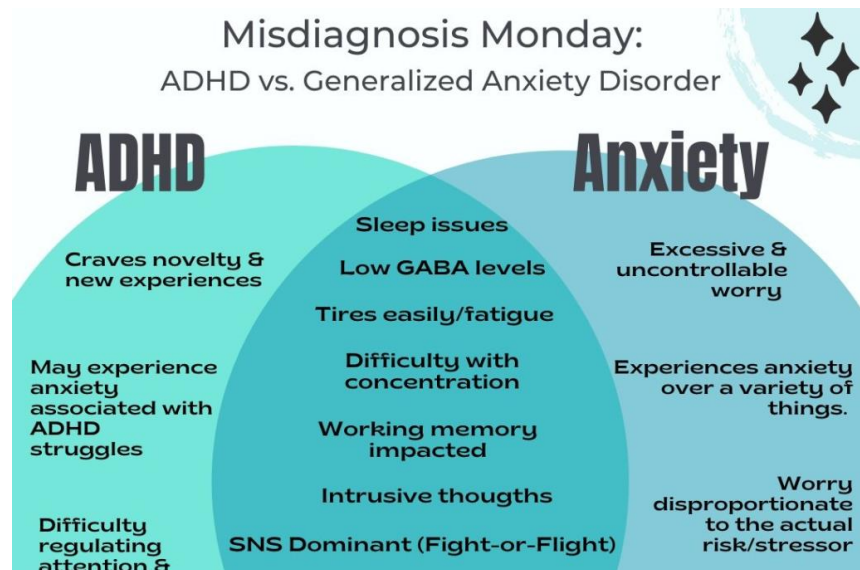 Misdiagnosis Monday:
ADHD vs. Generalized Anxiety Disorder
ADHD
Craves novelty &
new experiences
May experience
anxiety
associated with
ADHD
struggles
Difficulty
regulating
attention &
Sleep issues
Low GABA levels
Tires easily/fatigue
Difficulty with
concentration
Working memory
impacted
Intrusive thougths
SNS Dominant (Fight-or-Flight)
Anxiety
Excessive &
uncontrollable
worry
Experiences anxiety
over a variety of
things.
Worry
disproportionate
to the actual
risk/stressor